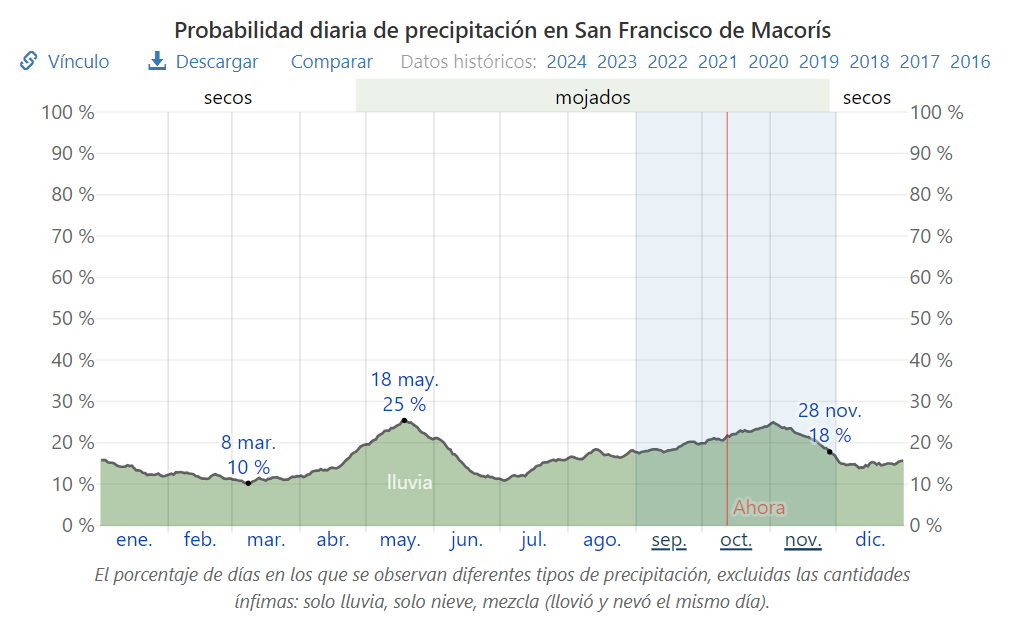 Probabilidad diaria de precipitación en San Francisco de Macorís
Vínculo Descargar Comparar Datos históricos: 2024 2023 2022 2021 2020 2019 2018 2017 2016
secos mojados secos
100 % 100 %
90 % 90 %
80 % 80 %
70 % 70 %
60 % 60 %
50 % 50 %
40 % 40 %
18 may.
30 % 30 %
25 % 28 nov.
8 mar. 18 %
20 % 20 %
10 %
10 % lluvia 10 %
Ahora
0 % 0 %
ene. feb. mar. abr. may. jun. jul. ago. sep. oct. nov. dic.
El porcentaje de días en los que se observan diferentes tipos de precipitación, excluidas las cantidades
ínfimas: solo lluvia, solo nieve, mezcla (llovió y nevó el mismo día).